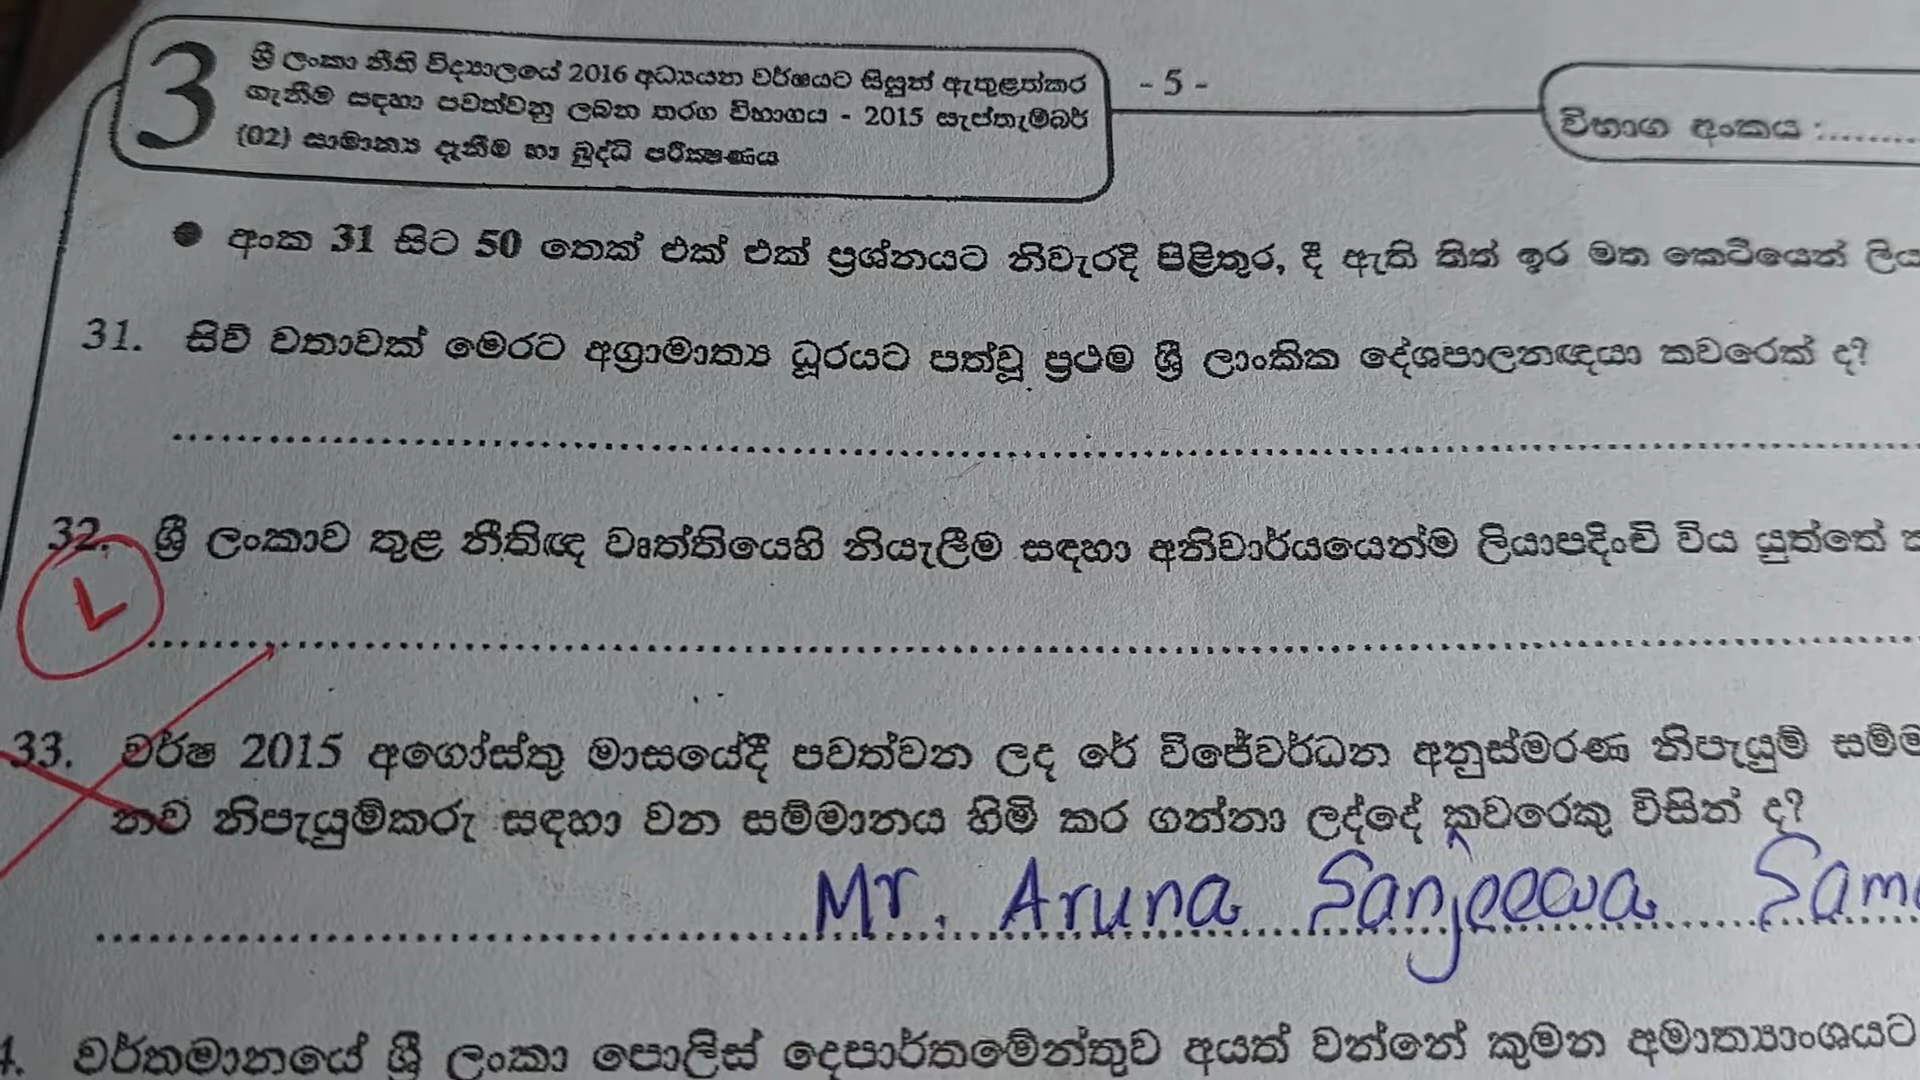 3
ශ්‍රී ලංකා නීති විද්‍යාලයේ 2016 අධ්‍යයන වර්ෂයට සිසුන් ඇතුළත්කර
ගැනීම සඳහා පවත්වනු ලබන තරග විභාගය - 2015 සැප්තැම්බර්
(02) සාමාන්‍ය දැනීම හා බුද්ධි පරීක්ෂණය
- 5 -
විභාග අංකය :.........
● අංක 31 සිට 50 තෙක් එක් එක් ප්‍රශ්නයට නිවැරදි පිළිතුර, දී ඇති තිත් ඉර මත කෙටියෙන් ලිය
31. සිව් වතාවක් මෙරට අග්‍රාමාත්‍ය ධූරයට පත්වූ ප්‍රථම ශ්‍රී ලාංකික දේශපාලනඥයා කවරෙක් ද?
32. ශ්‍රී ලංකාව තුළ නීතිඥ වෘත්තියෙහි නියැලීම සඳහා අනිවාර්යයෙන්ම ලියාපදිංචි විය යුත්තේ
33. වර්ෂ 2015 අගෝස්තු මාසයේදී පවත්වන ලද රේ විජේවර්ධන අනුස්මරණ නිපැයුම් සම්ම
නව නිපැයුම්කරු සඳහා වන සම්මානය හිමි කර ගන්නා ලද්දේ කවරෙකු විසින් ද?
Mr. Aruna Sanjeewa Sam
4. වර්තමානයේ ශ්‍රී ලංකා පොලිස් දෙපාර්තමේන්තුව අයත් වන්නේ කුමන අමාත්‍යාංශයට